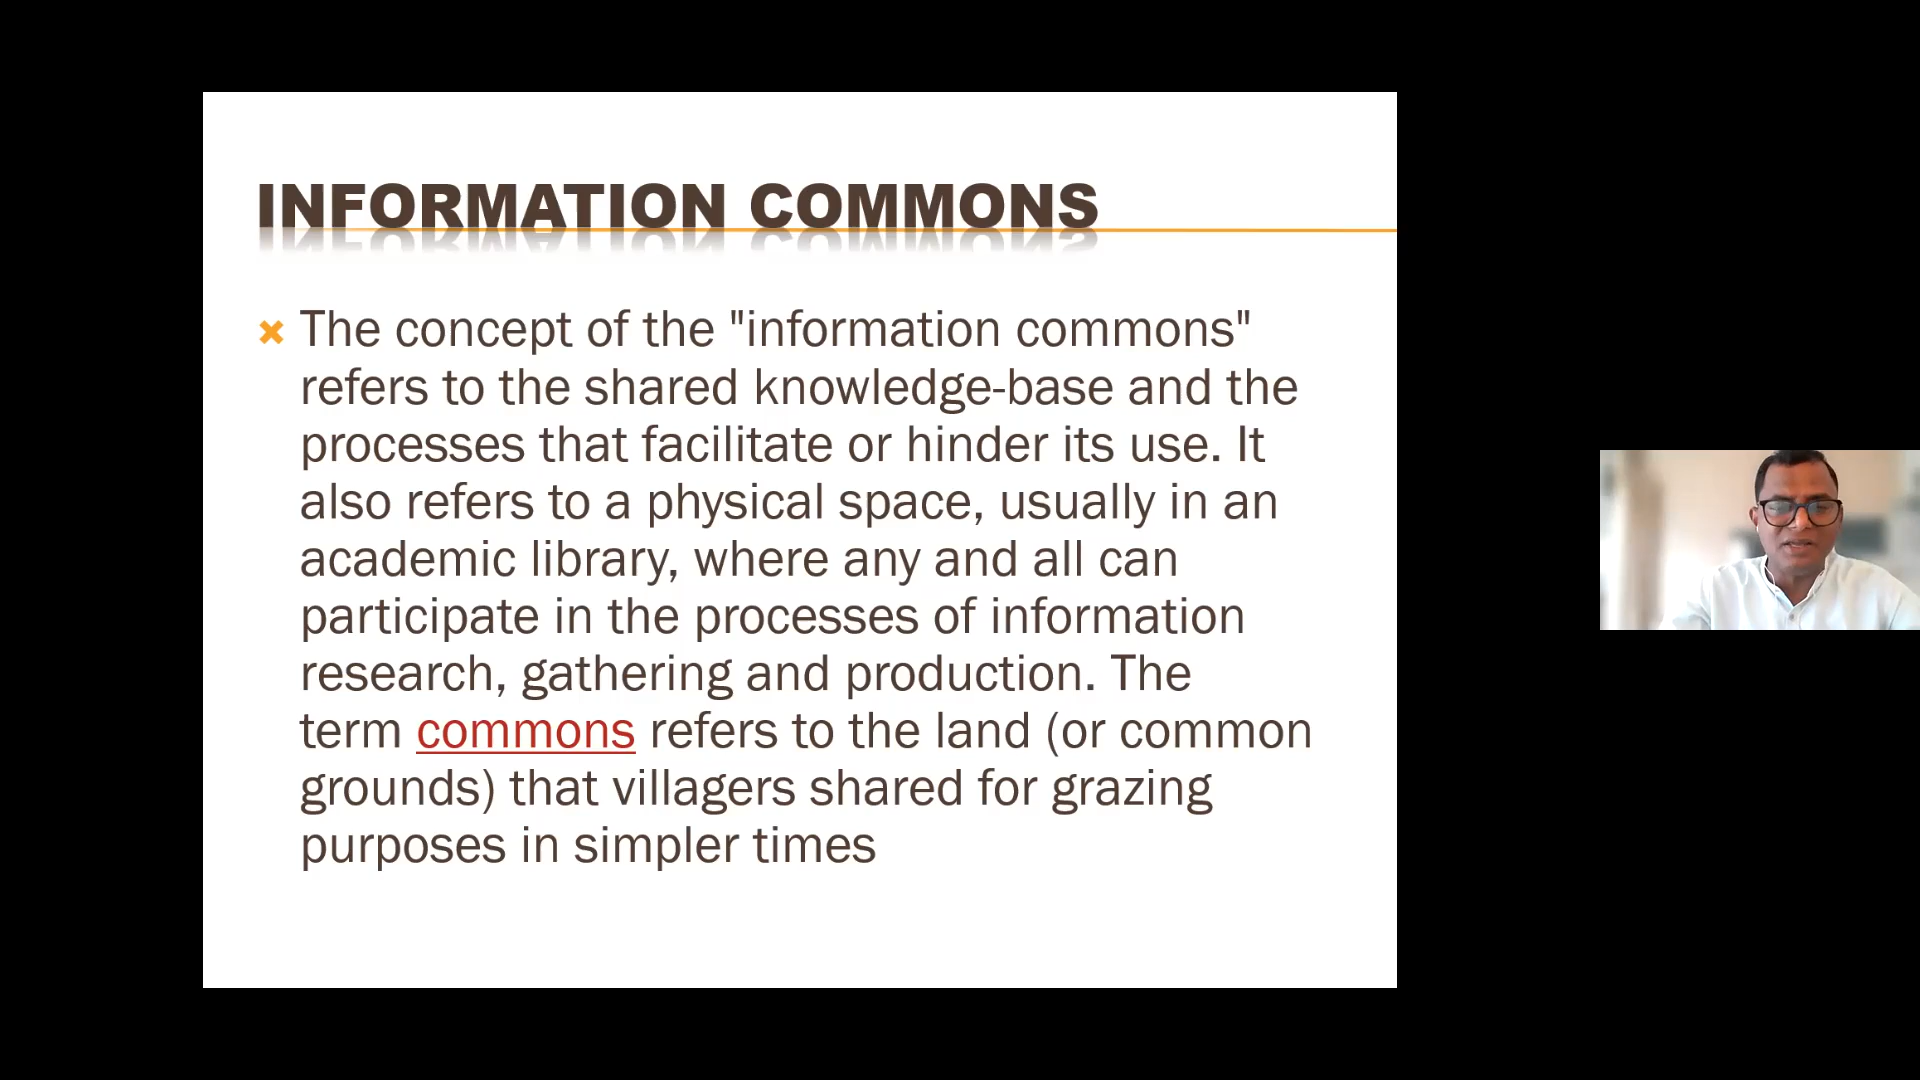 INFORMATION COMMONS
The concept of the "information commons"
refers to the shared knowledge-base and the
processes that facilitate or hinder its use. It
also refers to a physical space, usually in an
academic library, where any and all can
participate in the processes of information
research, gathering and production. The
term commons refers to the land (or common
grounds) that villagers shared for grazing
purposes in simpler times